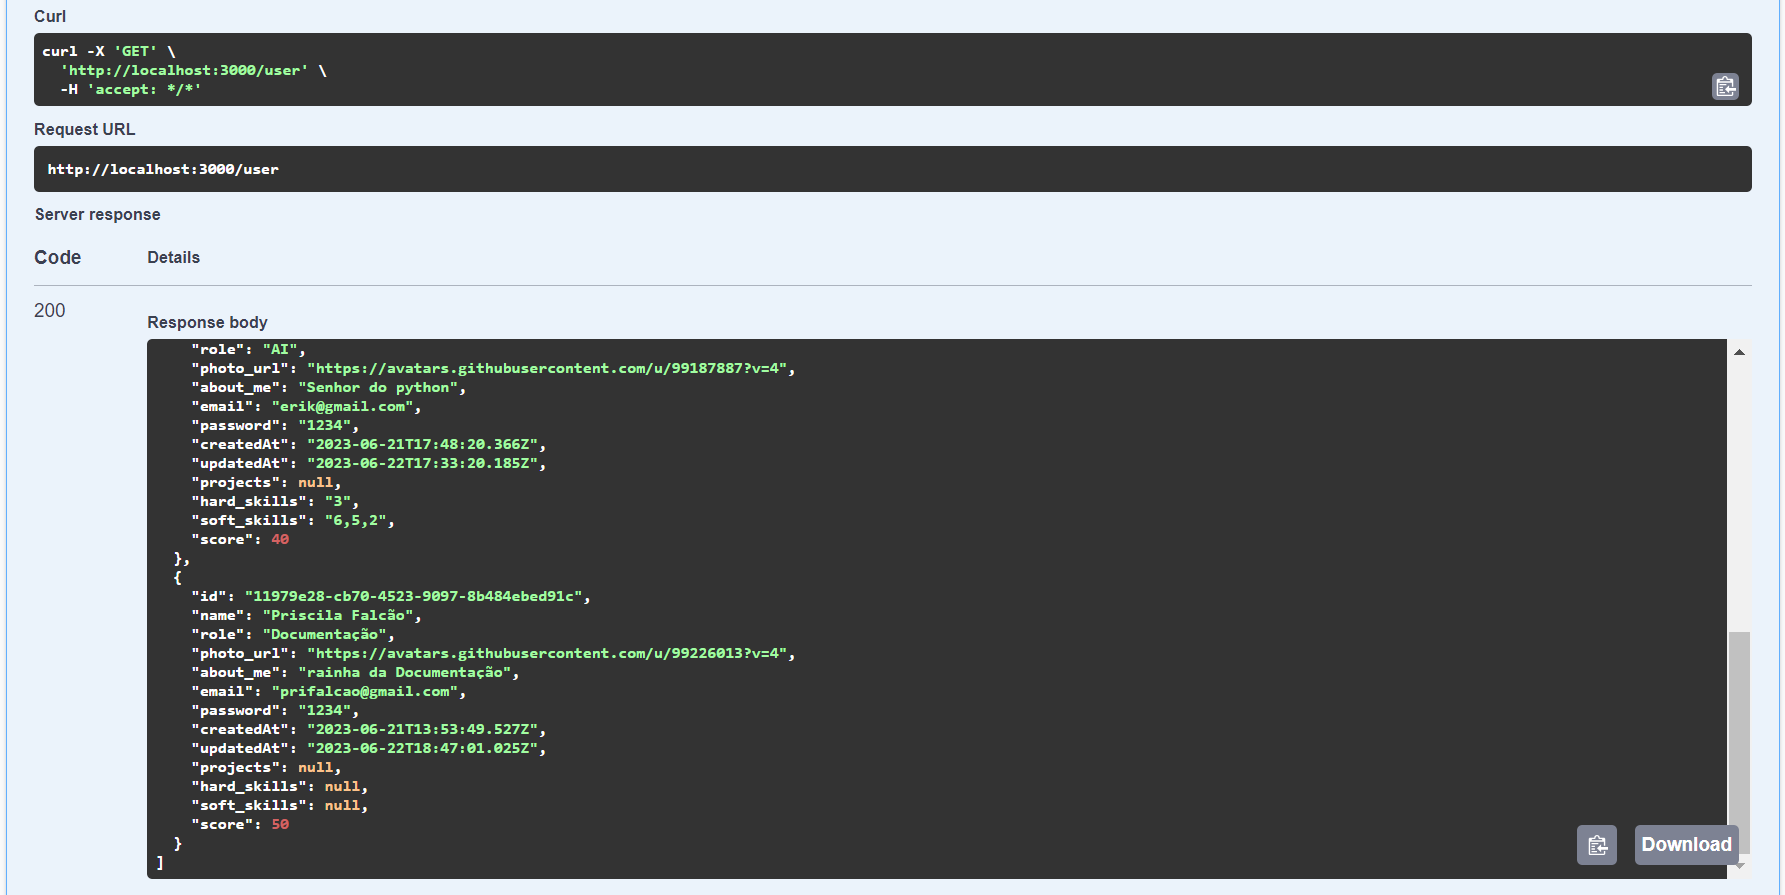 Curl
curl -X 'GET' \
  'http://localhost:3000/user' \
  -H 'accept: */*'
Request URL
http://localhost:3000/user
Server response
Code Details
200
Response body
    "role": "AI",
    "photo_url": "https://avatars.githubusercontent.com/u/99187887?v=4",
    "about_me": "Senhor do python",
    "email": "erik@gmail.com",
    "password": "1234",
    "createdAt": "2023-06-21T17:48:20.366Z",
    "updatedAt": "2023-06-22T17:33:20.185Z",
    "projects": null,
    "hard_skills": "3",
    "soft_skills": "6,5,2",
    "score": 40
  },
  {
    "id": "11979e28-cb70-4523-9097-8b484ebed91c",
    "name": "Priscila Falcão",
    "role": "Documentação",
    "photo_url": "https://avatars.githubusercontent.com/u/99226013?v=4",
    "about_me": "rainha da Documentação",
    "email": "prifalcao@gmail.com",
    "password": "1234",
    "createdAt": "2023-06-21T13:53:49.527Z",
    "updatedAt": "2023-06-22T18:47:01.025Z",
    "projects": null,
    "hard_skills": null,
    "soft_skills": null,
    "score": 50
  }
]
Download